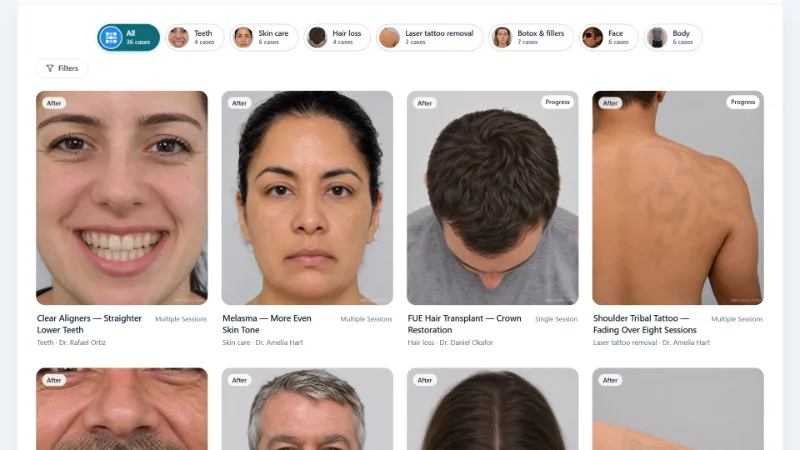 All
36 cases
Teeth
4 cases
Skin care
6 cases
Hair loss
4 cases
Laser tattoo removal
3 cases
Botox & fillers
7 cases
Face
6 cases
Body
6 cases
Filters
After
After
After
Progress
After
Progress
Clear Aligners — Straighter
Lower Teeth
Multiple Sessions
Teeth · Dr. Rafael Ortiz
Melasma — More Even
Skin Tone
Multiple Sessions
Skin care · Dr. Amelia Hart
FUE Hair Transplant — Crown
Restoration
Single Session
Hair loss · Dr. Daniel Okafor
Shoulder Tribal Tattoo —
Fading Over Eight Sessions
Multiple Sessions
Laser tattoo removal · Dr. Amelia Hart
After
After
After
After